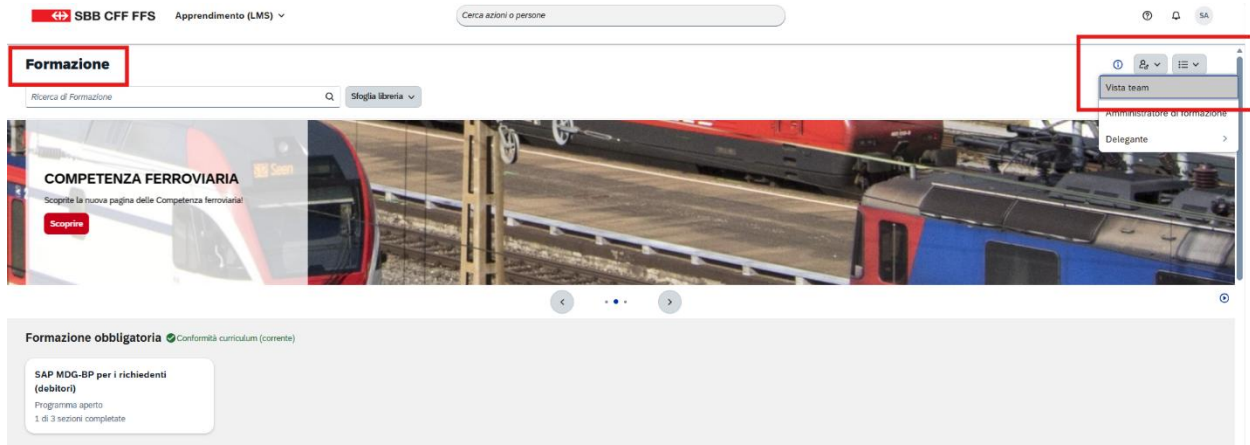 SBB CFF FFS
Apprendimento (LMS)
Cerca azioni o persone
SA
Formazione
Vista team
Amministratore di formazione
Delegante
Ricerca di Formazione
Sfoglia libreria
COMPETENZA FERROVIARIA
Scoprite la nuova pagina delle Competenza ferroviaria!
Scoprire
Formazione obbligatoria
Conformità curriculum (corrente)
SAP MDG-BP per i richiedenti
(debitori)
Programma aperto
1 di 3 sezioni completate